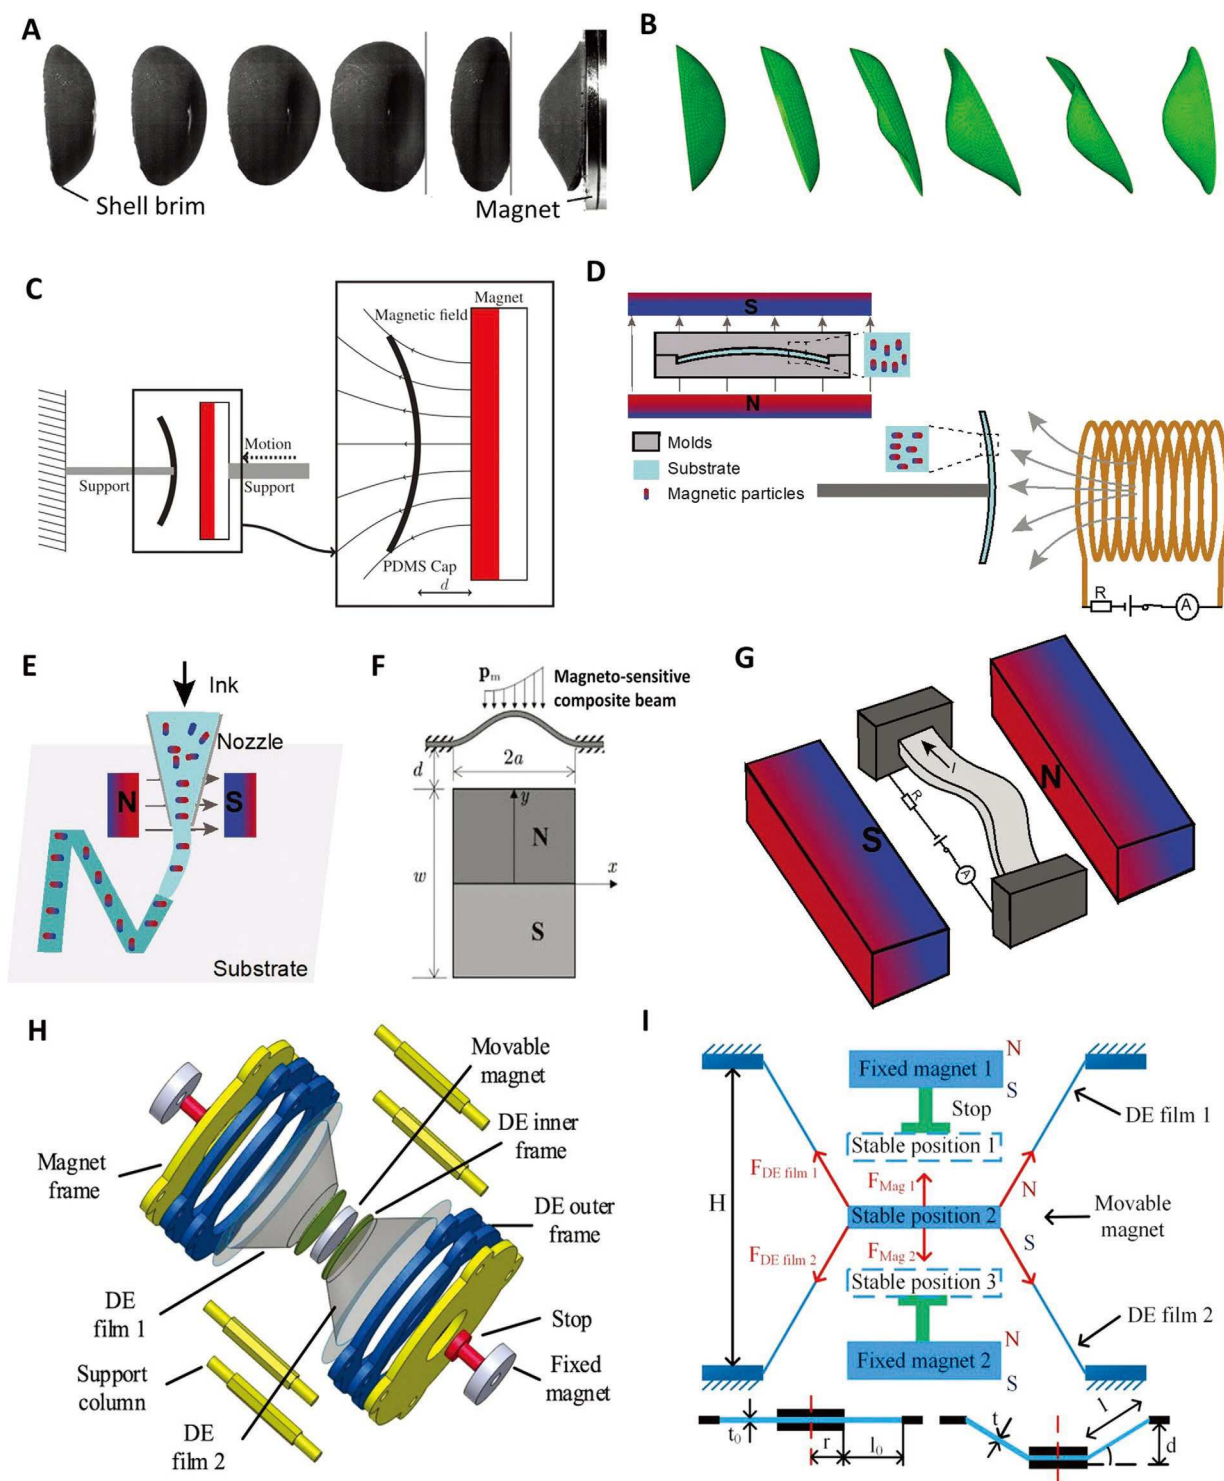 A
Shell brim
Magnet
B
C
Magnetic field
Magnet
Motion
Support
Support
PDMS Cap
d
D
S
N
Molds
Substrate
Magnetic particles
R
A
E
Ink
Nozzle
N
S
Substrate
F
pm
Magneto-sensitive
composite beam
d
2a
y
N
w
x
S
G
N
S
I
R
A
H
Movable
magnet
DE inner
frame
Magnet
frame
DE outer
frame
DE
film 1
Stop
Support
column
Fixed
magnet
DE
film 2
I
N
Fixed magnet 1
S
Stop
DE film 1
Stable position 1
FDE film 1
FMag 1
N
H
Stable position 2
Movable
magnet
S
FDE film 2
FMag 2
Stable position 3
DE film 2
N
Fixed magnet 2
S
t0
r
l0
t
l
d